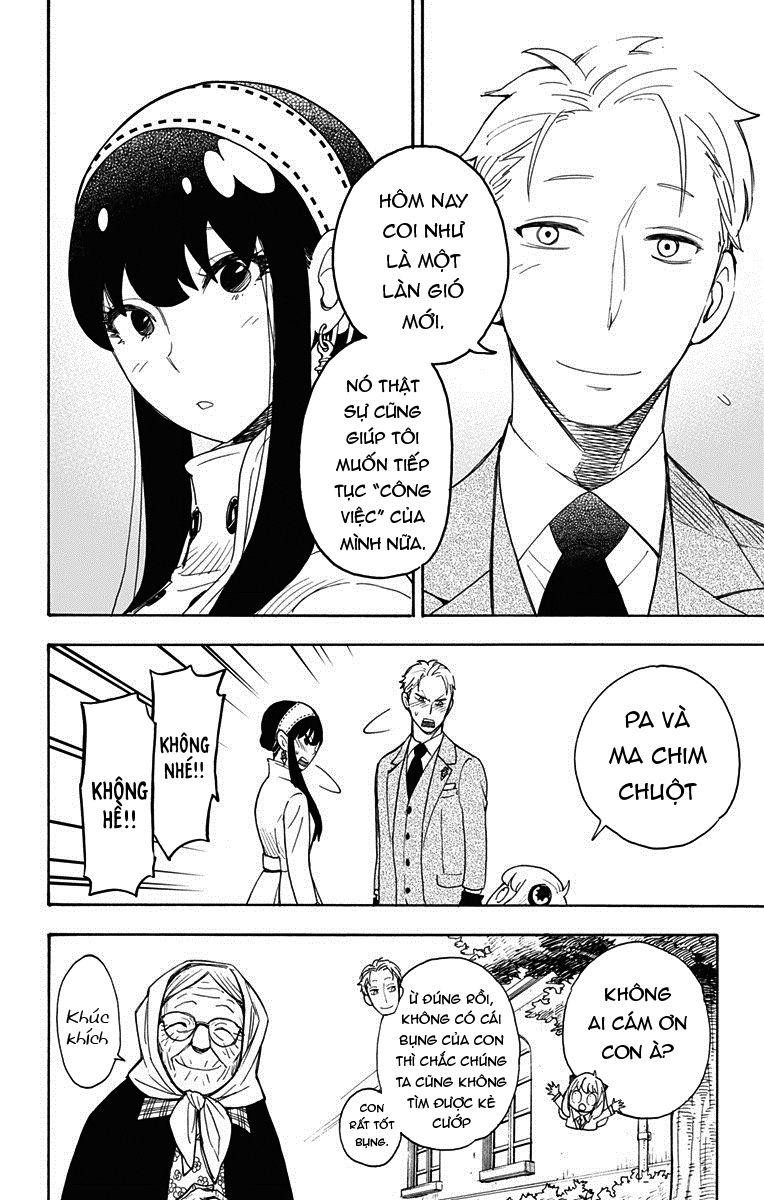 HÔM NAY
COI NHƯ
LÀ MỘT
LÀN GIÓ
MỚI.
NÓ THẬT
SỰ CŨNG
GIÚP TÔI
MUỐN TIẾP
TỤC "CÔNG
VIỆC" CỦA
MÌNH NỮA.
PA VÀ
MA CHIM
CHUỘT
KHÔNG
NHÉ!!
KHÔNG
HỀ!!
KHÔNG
AI CẢM ƠN
CON À?
Ừ ĐÚNG RỒI,
KHÔNG CÓ CÁI
BỤNG CỦA CON
THÌ CHẮC CHÚNG
TA CŨNG KHÔNG
TÌM ĐƯỢC KẺ
CƯỚP
CON
RẤT TỐT
BỤNG.
Khúc
khích